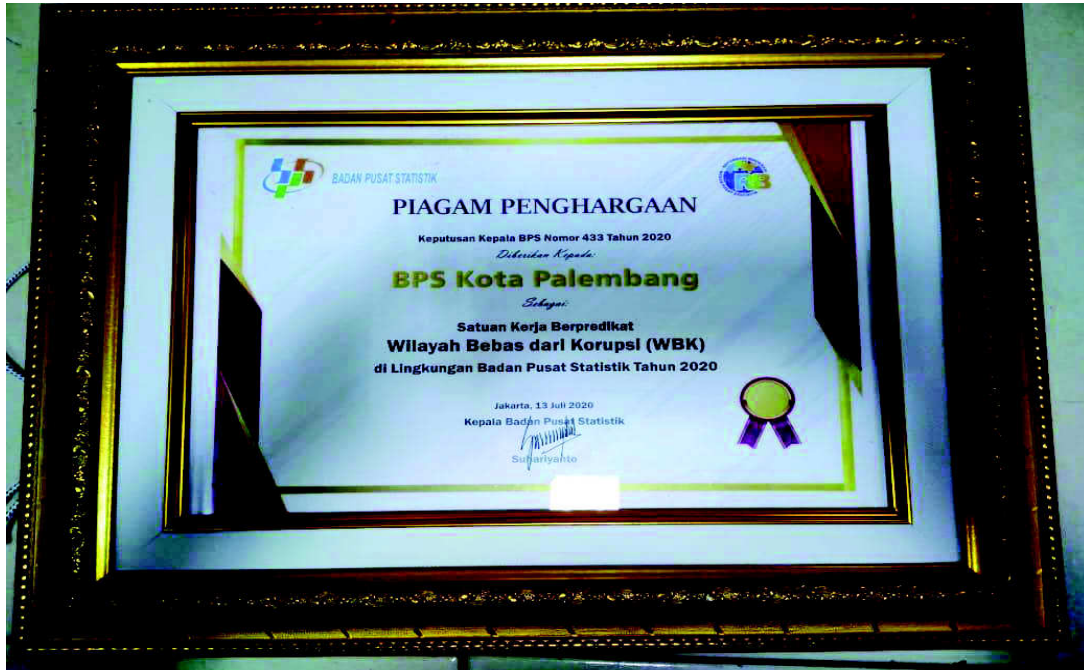 BADAN PUSAT STATISTIK
RB
PIAGAM PENGHARGAAN
Keputusan Kepala BPS Nomor 433 Tahun 2020
Diberikan Kepada:
BPS Kota Palembang
Sebagai:
Satuan Kerja Berpredikat
Wilayah Bebas dari Korupsi (WBK)
di Lingkungan Badan Pusat Statistik Tahun 2020
Jakarta, 13 Juli 2020
Kepala Badan Pusat Statistik
Suhariyanto